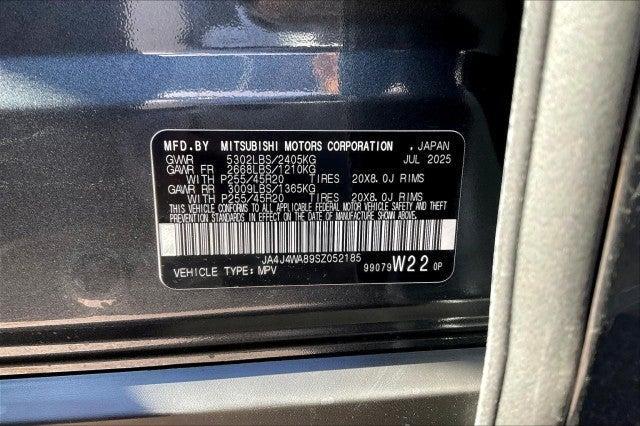 MFD.BY MITSUBISHI MOTORS CORPORATION , JAPAN
GVWR 5302LBS/2405KG JUL 2025
GAWR FR 2668LBS/1210KG
WITH P255/45R20 TIRES 20X8.0J RIMS
GAWR RR 3009LBS/1365KG
WITH P255/45R20 TIRES 20X8.0J RIMS
THIS VEHICLE CONFORMS TO ALL APPLICABLE FEDERAL MOTOR VEHICLE SAFETY AND THEFT
PREVENTION STANDARDS IN EFFECT ON THE DATE OF MANUFACTURE SHOWN ABOVE.
JA4J4WA89SZ052185
VEHICLE TYPE:MPV 99079 W22 0P